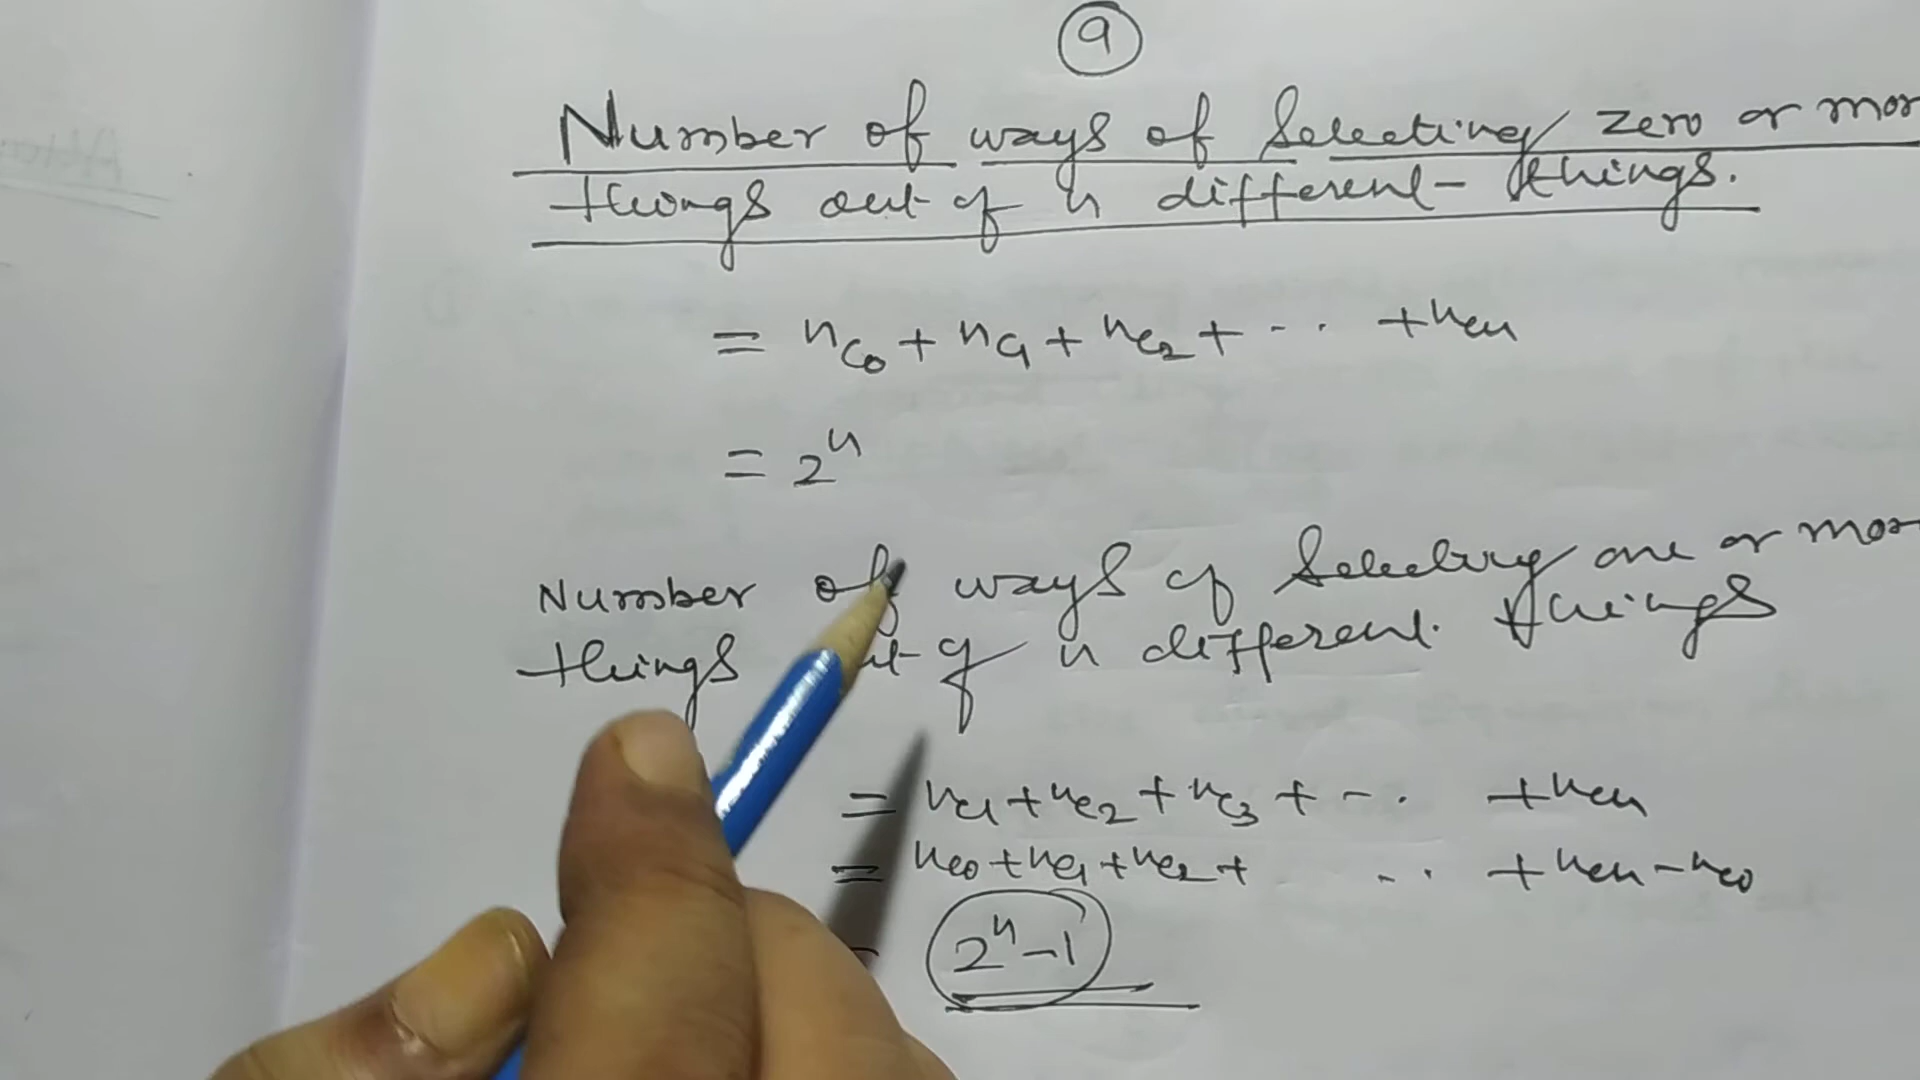 9
Number of ways of Selecting zero or mor
things out of n different things.
= nC0 + nC1 + nC2 + - - . + nCn
= 2^n
Number of ways of Selecting one or mor
things of n different things
= nC1 + nC2 + nC3 + - . . + nCn
= nC0 + nC1 + nC2 + - . . + nCn - nC0
2^n - 1